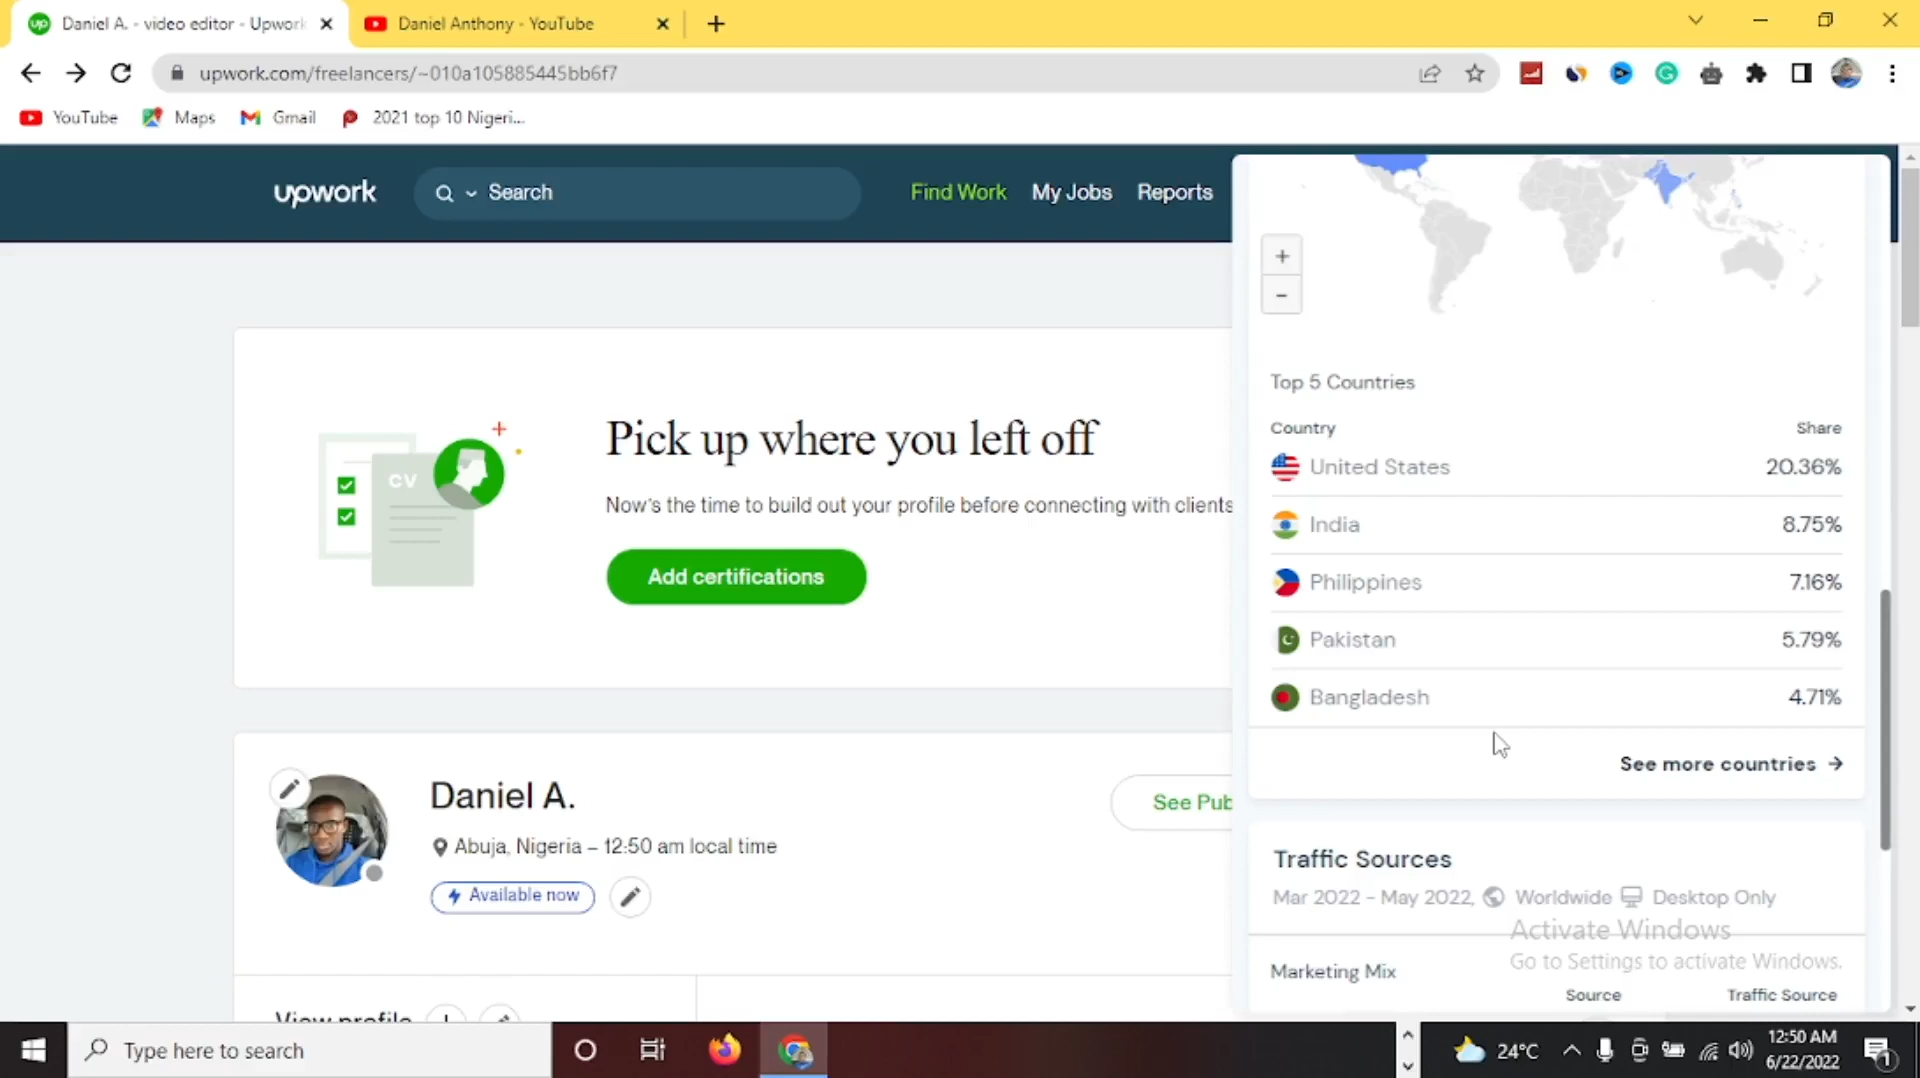 Daniel A. - video editor - Upwork
Daniel Anthony - YouTube
upwork.com/freelancers/~010a105885445bb6f7
YouTube
Maps
Gmail
2021 top 10 Nigeri...
upwork
Search
Find Work
My Jobs
Reports
Pick up where you left off
CV
Now's the time to build out your profile before connecting with clients
Add certifications
Daniel A.
Abuja, Nigeria – 12:50 am local time
Available now
See Pub
View profile
Top 5 Countries
Country Share
United States 20.36%
India 8.75%
Philippines 7.16%
Pakistan 5.79%
Bangladesh 4.71%
See more countries
Traffic Sources
Mar 2022 - May 2022, Worldwide Desktop Only
Activate Windows
Go to Settings to activate Windows.
Marketing Mix
Source Traffic Source
Type here to search
24°C
12:50 AM
6/22/2022
1